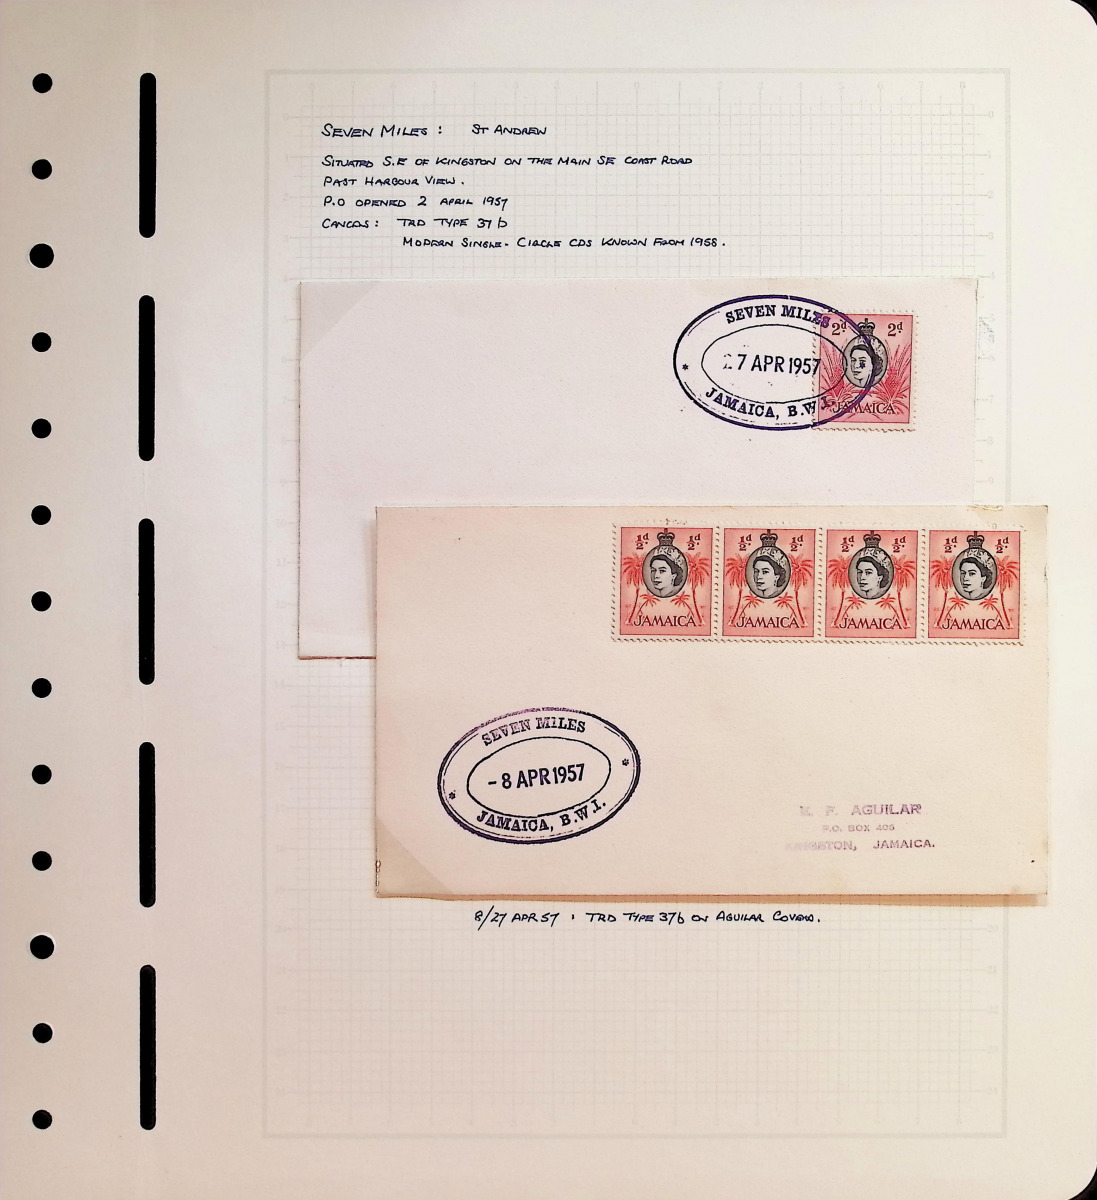 SEVEN MILES: ST ANDREW
SITUATED S.E OF KINGSTON ON THE MAIN SE COAST ROAD
PAST HARBOUR VIEW.
P.O OPENED 2 APRIL 1957
CANCELS: TRD TYPE 37b
MODERN SINGLE-CIRCLE CDS KNOWN FROM 1958.
SEVEN MILES
27 APR 1957
JAMAICA, B.W.I.
2d 2d
JAMAICA
½d ½d ½d ½d ½d ½d ½d ½d
JAMAICA JAMAICA JAMAICA JAMAICA
SEVEN MILES
-8 APR 1957
JAMAICA, B.W.I.
F. AGUILAR
P.O. BOX 406
KINGSTON, JAMAICA.
8/27 APR 57: TRD TYPE 37b ON AGUILAR COVERS.